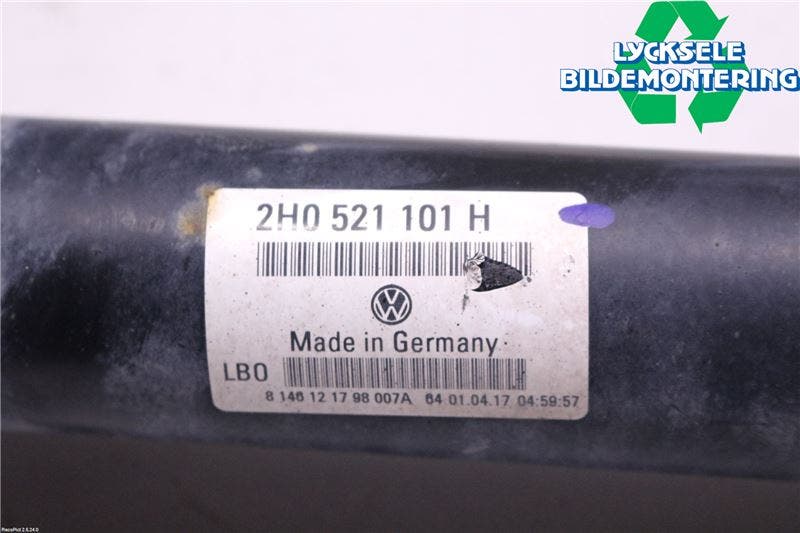 LYCKSELE
BILDEMONTERING
2H0 521 101 H
Made in Germany
LB0
8 146 12 17 98 007A 64 01.04.17 04:59:57